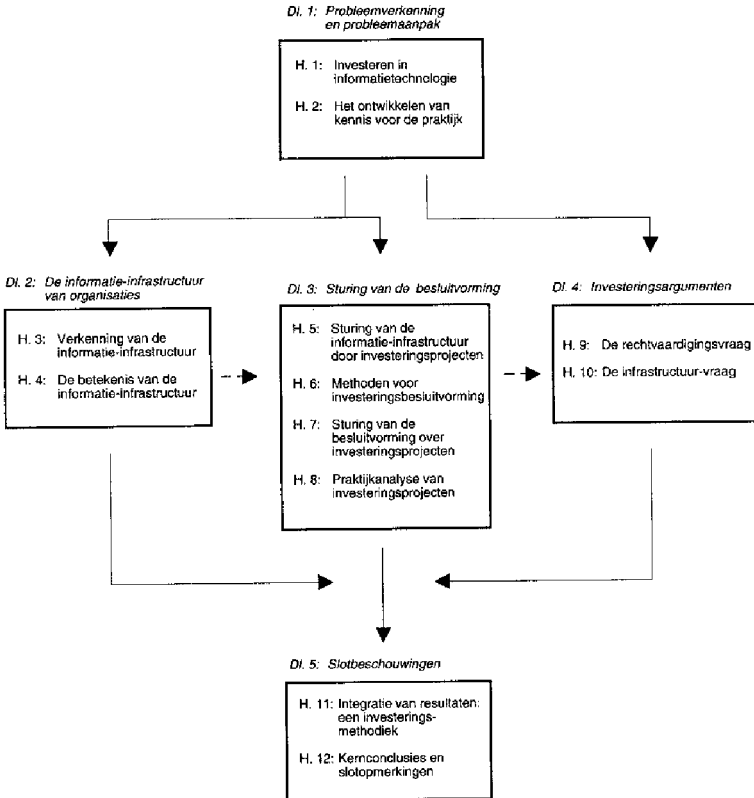 Dl. 1: Probleemverkenning
en probleemaanpak
H. 1: Investeren in
informatietechnologie
H. 2: Het ontwikkelen van
kennis voor de praktijk
Dl. 2: De informatie-infrastructuur
van organisaties
H. 3: Verkenning van de
informatie-infrastructuur
H. 4: De betekenis van de
informatie-infrastructuur
Dl. 3: Sturing van de besluitvorming
H. 5: Sturing van de
informatie-infrastructuur
door investeringsprojecten
H. 6: Methoden voor
investeringsbesluitvorming
H. 7: Sturing van de
besluitvorming over
investeringsprojecten
H. 8: Praktijkanalyse van
investeringsprojecten
Dl. 4: Investeringsargumenten
H. 9: De rechtvaardigingsvraag
H. 10: De infrastructuur-vraag
Dl. 5: Slotbeschouwingen
H. 11: Integratie van resultaten:
een investerings-
methodiek
H. 12: Kernconclusies en
slotopmerkingen